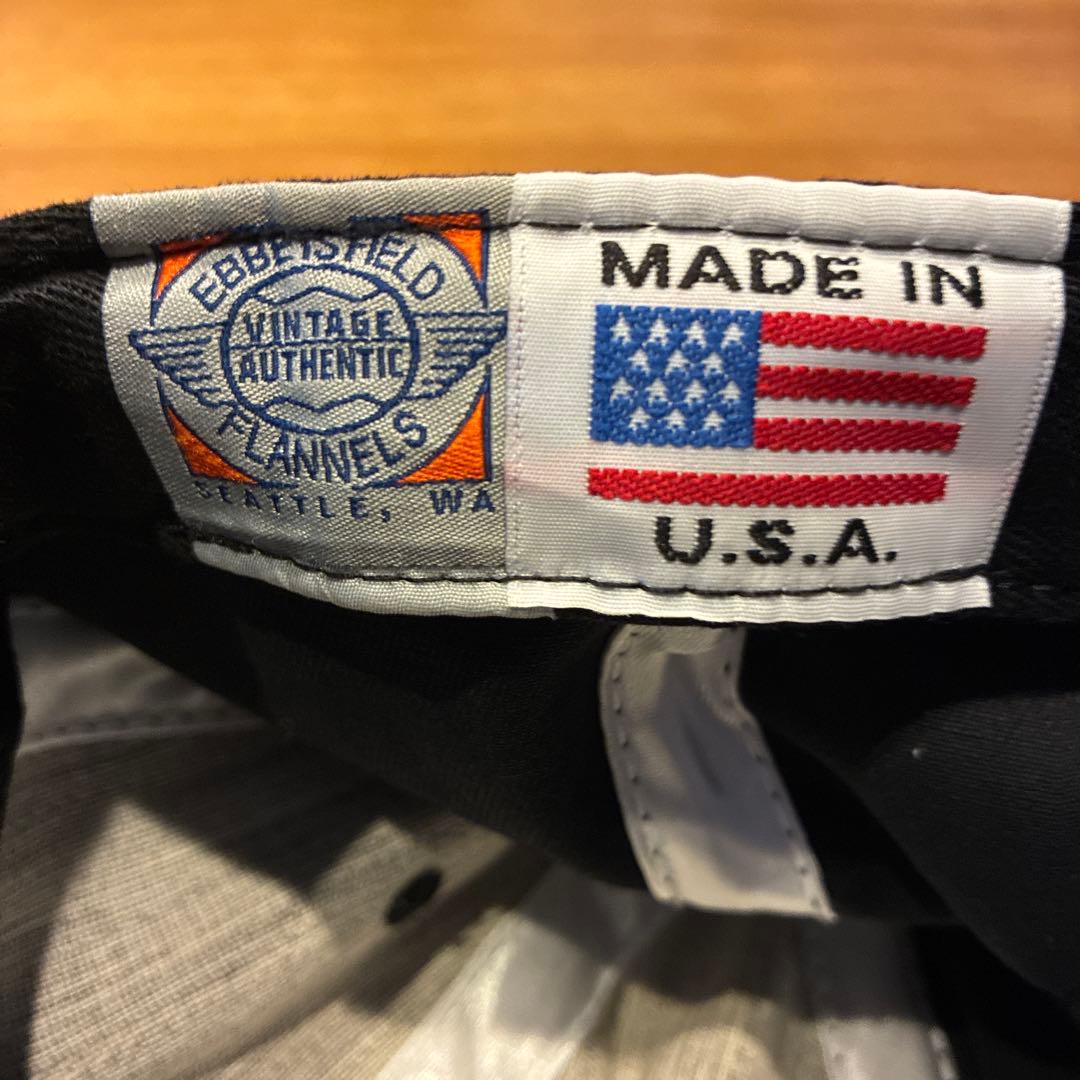 EBBETSFIELD
VINTAGE
AUTHENTIC
FLANNELS
SEATTLE, WA
MADE IN
U.S.A.